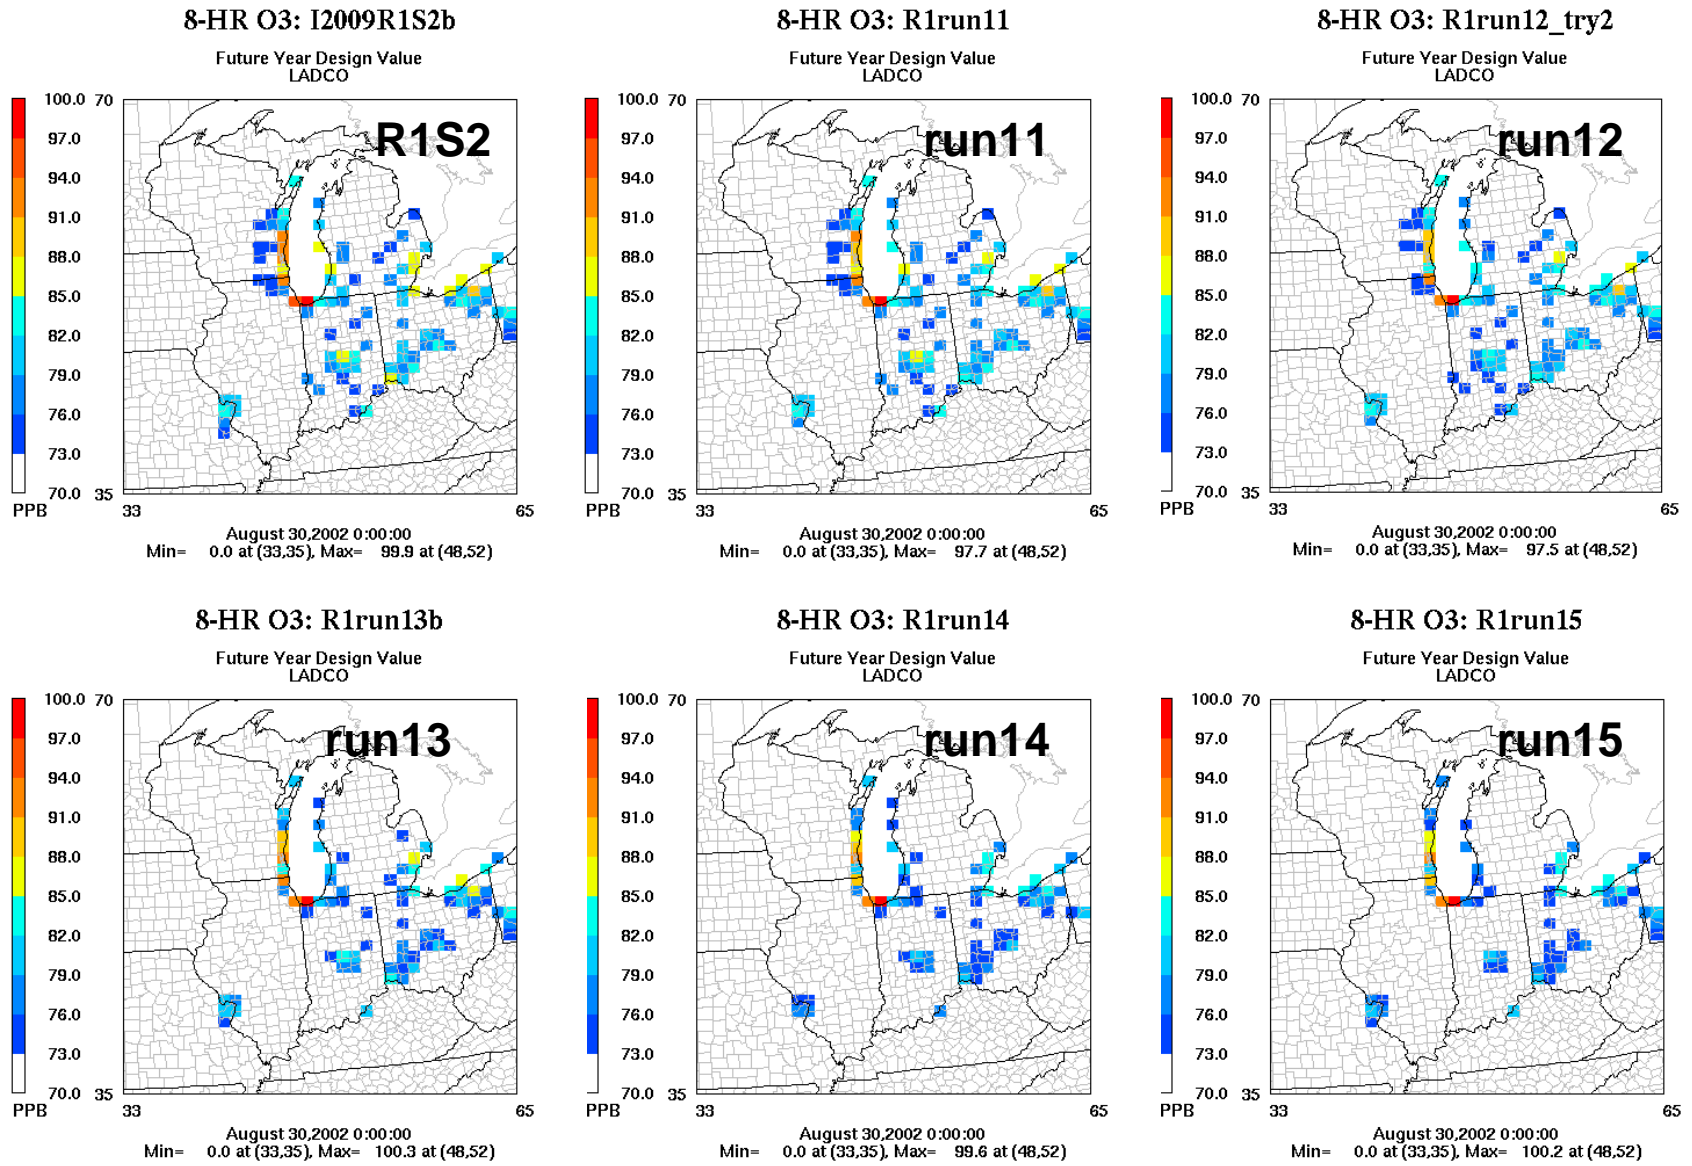 8-HR O3: I2009R1S2b
Future Year Design Value
LADCO
R1S2
100.0
97.0
94.0
91.0
88.0
85.0
82.0
79.0
76.0
73.0
70.0
PPB
70
35
33
65
August 30,2002 0:00:00
Min= 0.0 at (33,35), Max= 99.9 at (48,52)
8-HR O3: R1run11
Future Year Design Value
LADCO
run11
100.0
97.0
94.0
91.0
88.0
85.0
82.0
79.0
76.0
73.0
70.0
PPB
70
35
33
65
August 30,2002 0:00:00
Min= 0.0 at (33,35), Max= 97.7 at (48,52)
8-HR O3: R1run12_try2
Future Year Design Value
LADCO
run12
100.0
97.0
94.0
91.0
88.0
85.0
82.0
79.0
76.0
73.0
70.0
PPB
70
35
33
65
August 30,2002 0:00:00
Min= 0.0 at (33,35), Max= 97.5 at (48,52)
8-HR O3: R1run13b
Future Year Design Value
LADCO
run13
100.0
97.0
94.0
91.0
88.0
85.0
82.0
79.0
76.0
73.0
70.0
PPB
70
35
33
65
August 30,2002 0:00:00
Min= 0.0 at (33,35), Max= 100.3 at (48,52)
8-HR O3: R1run14
Future Year Design Value
LADCO
run14
100.0
97.0
94.0
91.0
88.0
85.0
82.0
79.0
76.0
73.0
70.0
PPB
70
35
33
65
August 30,2002 0:00:00
Min= 0.0 at (33,35), Max= 99.6 at (48,52)
8-HR O3: R1run15
Future Year Design Value
LADCO
run15
100.0
97.0
94.0
91.0
88.0
85.0
82.0
79.0
76.0
73.0
70.0
PPB
70
35
33
65
August 30,2002 0:00:00
Min= 0.0 at (33,35), Max= 100.2 at (48,52)